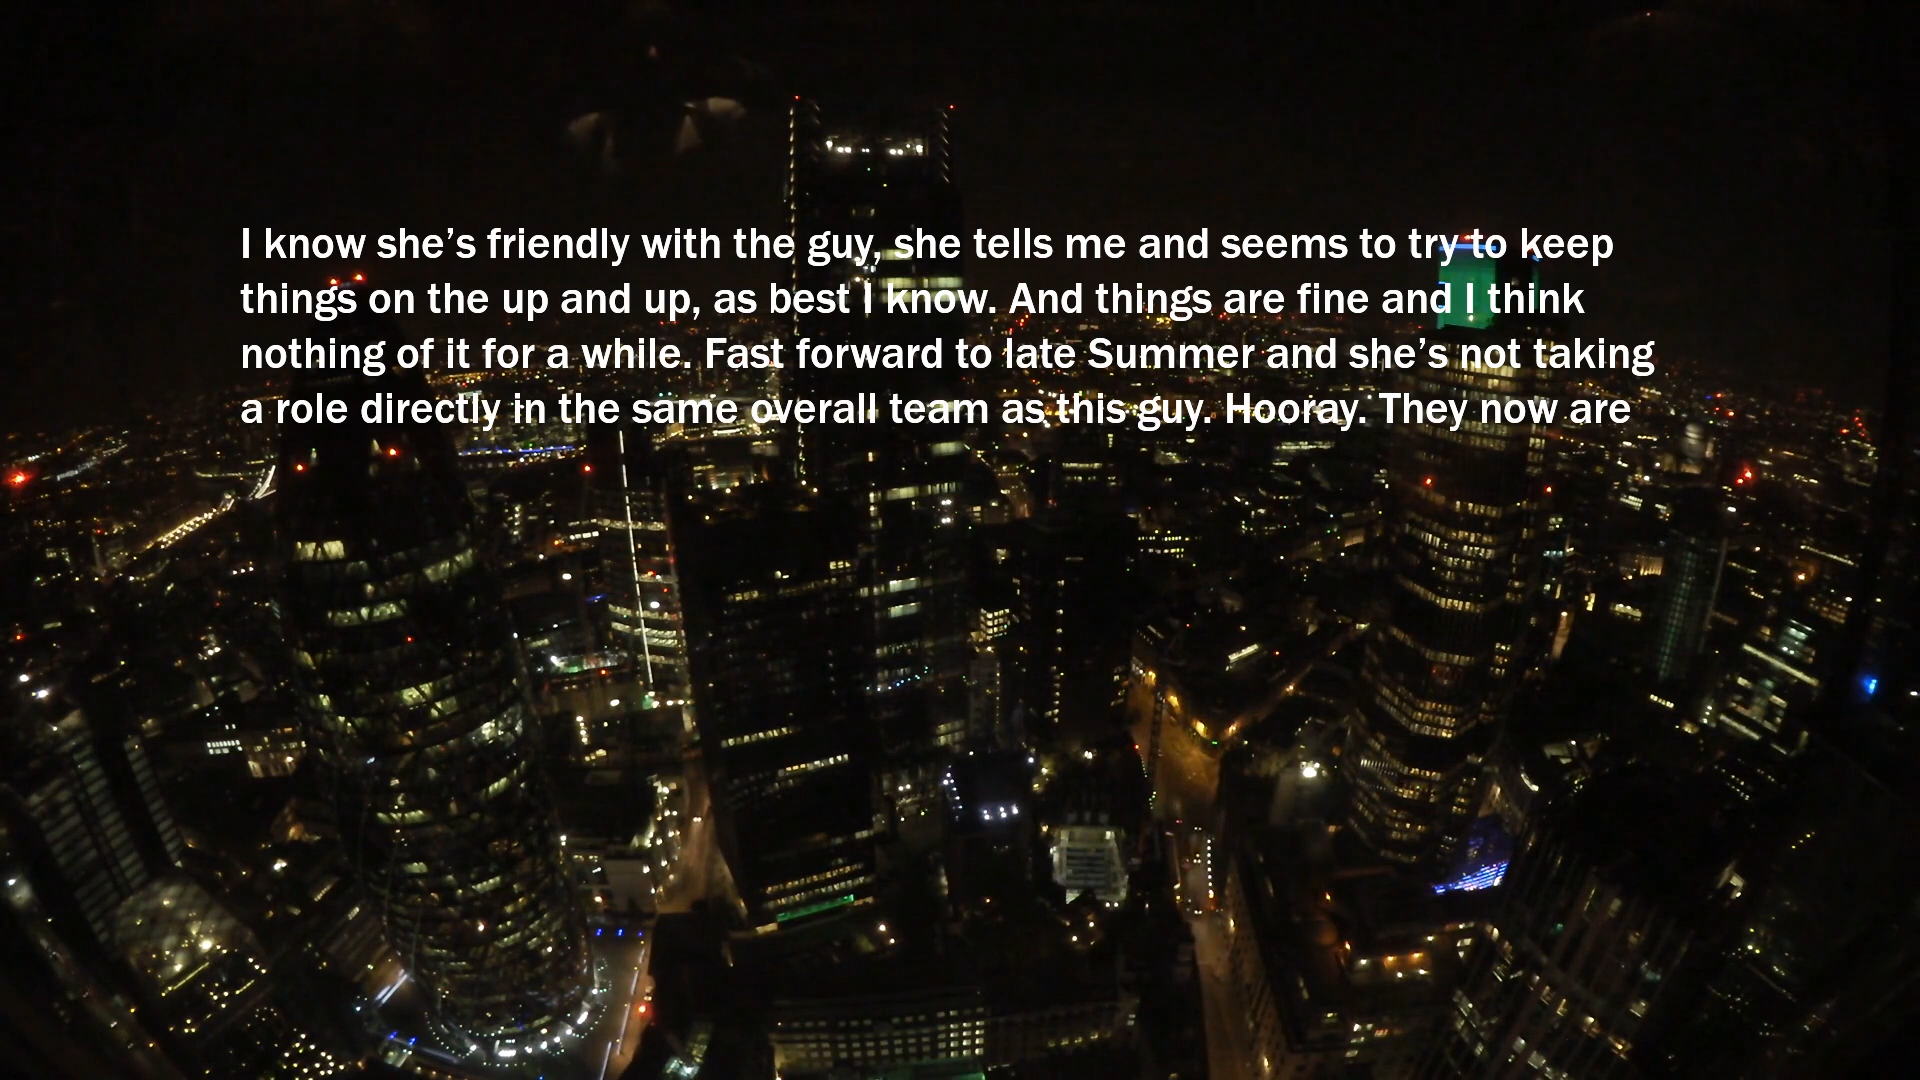 I know she’s friendly with the guy, she tells me and seems to try to keep
things on the up and up, as best I know. And things are fine and I think
nothing of it for a while. Fast forward to late Summer and she’s not taking
a role directly in the same overall team as this guy. Hooray. They now are